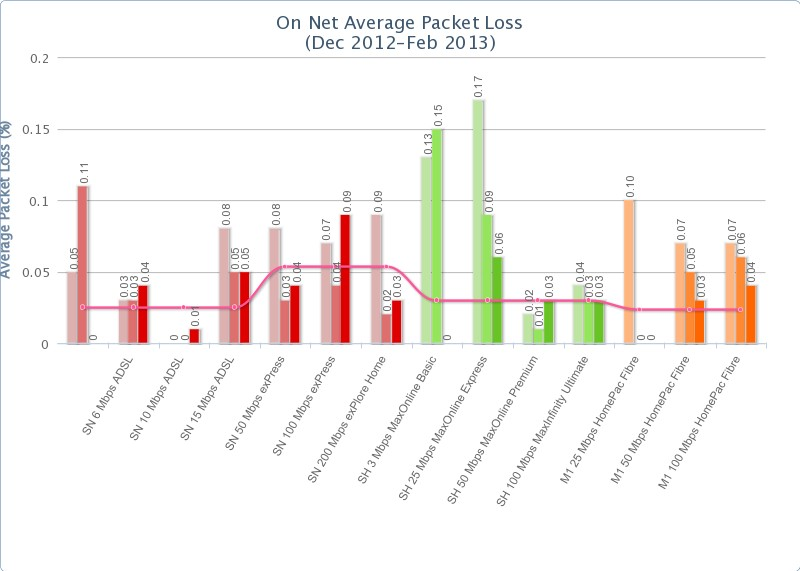 On Net Average Packet Loss
(Dec 2012-Feb 2013)
Average Packet Loss (%)
0.2
0.15
0.1
0.05
0
0.05
0.11
0
0.03
0.03
0.04
0
0
0.01
0.08
0.05
0.05
0.08
0.03
0.04
0.07
0.04
0.09
0.09
0.02
0.03
0.13
0.15
0
0.17
0.09
0.06
0.02
0.01
0.03
0.04
0.03
0.03
0.10
0
0
0.07
0.05
0.03
0.07
0.06
0.04
SN 6 Mbps ADSL
SN 10 Mbps ADSL
SN 15 Mbps ADSL
SN 50 Mbps exPress
SN 100 Mbps exPress
SN 200 Mbps exPlore Home
SH 3 Mbps MaxOnline Basic
SH 25 Mbps MaxOnline Express
SH 50 Mbps MaxOnline Premium
SH 100 Mbps MaxInfinity Ultimate
M1 25 Mbps HomePac Fibre
M1 50 Mbps HomePac Fibre
M1 100 Mbps HomePac Fibre